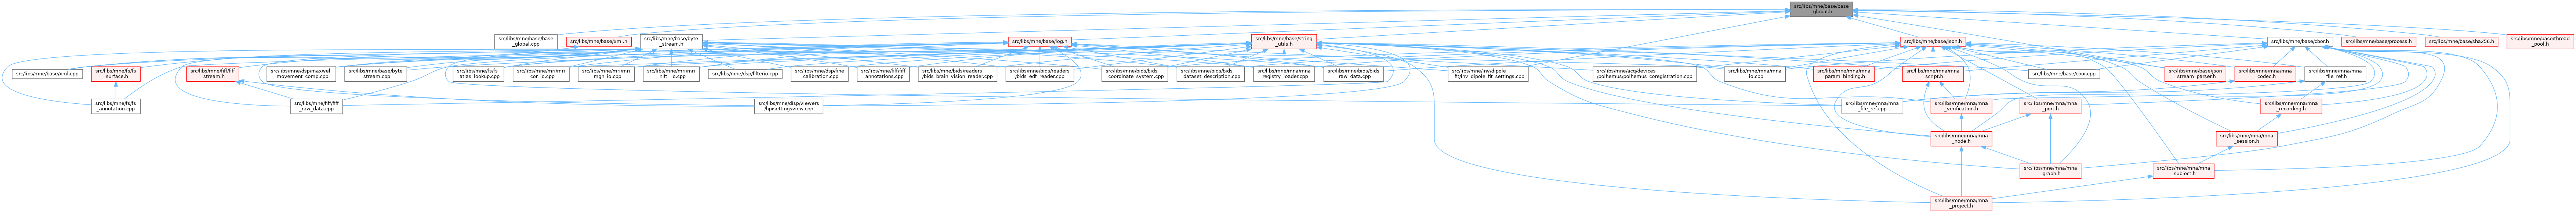 src/libs/mne/base/base
_global.h
src/libs/mne/base/base
_global.cpp
src/libs/mne/base/xml.h
src/libs/mne/base/byte
_stream.h
src/libs/mne/base/log.h
src/libs/mne/base/string
_utils.h
src/libs/mne/base/json.h
src/libs/mne/base/cbor.h
src/libs/mne/base/process.h
src/libs/mne/base/sha256.h
src/libs/mne/base/thread
_pool.h
src/libs/mne/base/xml.cpp
src/libs/mne/fs/fs
_surface.h
src/libs/mne/fiff/fiff
_stream.h
src/libs/mne/dsp/maxwell
_movement_comp.cpp
src/libs/mne/base/byte
_stream.cpp
src/libs/mne/fs/fs
_atlas_lookup.cpp
src/libs/mne/mri/mri
_cor_io.cpp
src/libs/mne/mri/mri
_mgh_io.cpp
src/libs/mne/mri/mri
_nifti_io.cpp
src/libs/mne/dsp/filterio.cpp
src/libs/mne/dsp/fine
_calibration.cpp
src/libs/mne/fiff/fiff
_annotations.cpp
src/libs/mne/bids/readers
/bids_brain_vision_reader.cpp
src/libs/mne/bids/readers
/bids_edf_reader.cpp
src/libs/mne/bids/bids
_coordinate_system.cpp
src/libs/mne/bids/bids
_dataset_description.cpp
src/libs/mne/mna/mna
_registry_loader.cpp
src/libs/mne/bids/bids
_raw_data.cpp
src/libs/mne/inv/dipole
_fit/inv_dipole_fit_settings.cpp
src/libs/mne/acq/devices
/polhemus/polhemus_coregistration.cpp
src/libs/mne/mna/mna
_io.cpp
src/libs/mne/mna/mna
_param_binding.h
src/libs/mne/mna/mna
_script.h
src/libs/mne/base/cbor.cpp
src/libs/mne/base/json
_stream_parser.h
src/libs/mne/mna/mna
_codec.h
src/libs/mne/mna/mna
_file_ref.h
src/libs/mne/fs/fs
_annotation.cpp
src/libs/mne/fiff/fiff
_raw_data.cpp
src/libs/mne/disp/viewers
/hpisettingsview.cpp
src/libs/mne/mna/mna
_file_ref.cpp
src/libs/mne/mna/mna
_verification.h
src/libs/mne/mna/mna
_port.h
src/libs/mne/mna/mna
_recording.h
src/libs/mne/mna/mna
_node.h
src/libs/mne/mna/mna
_session.h
src/libs/mne/mna/mna
_graph.h
src/libs/mne/mna/mna
_subject.h
src/libs/mne/mna/mna
_project.h